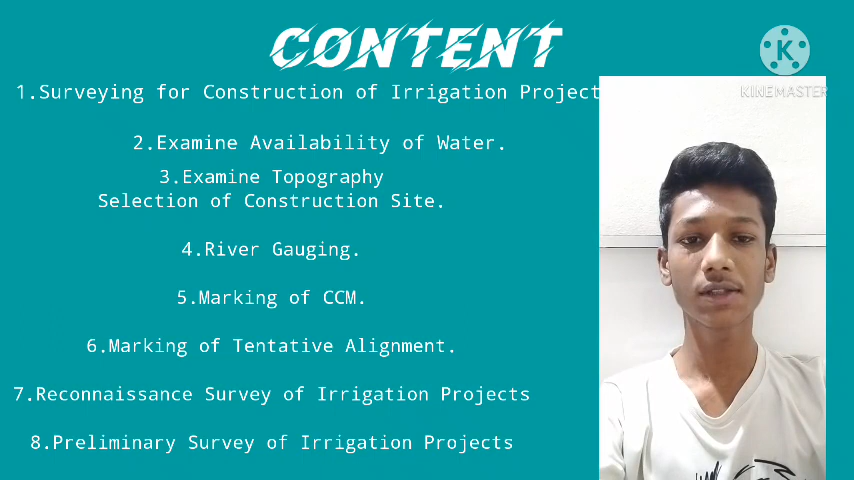 CONTENT
K
KINEMASTER
1.Surveying for Construction of Irrigation Project
2.Examine Availability of Water.
3.Examine Topography
Selection of Construction Site.
4.River Gauging.
5.Marking of CCM.
6.Marking of Tentative Alignment.
7.Reconnaissance Survey of Irrigation Projects
8.Preliminary Survey of Irrigation Projects